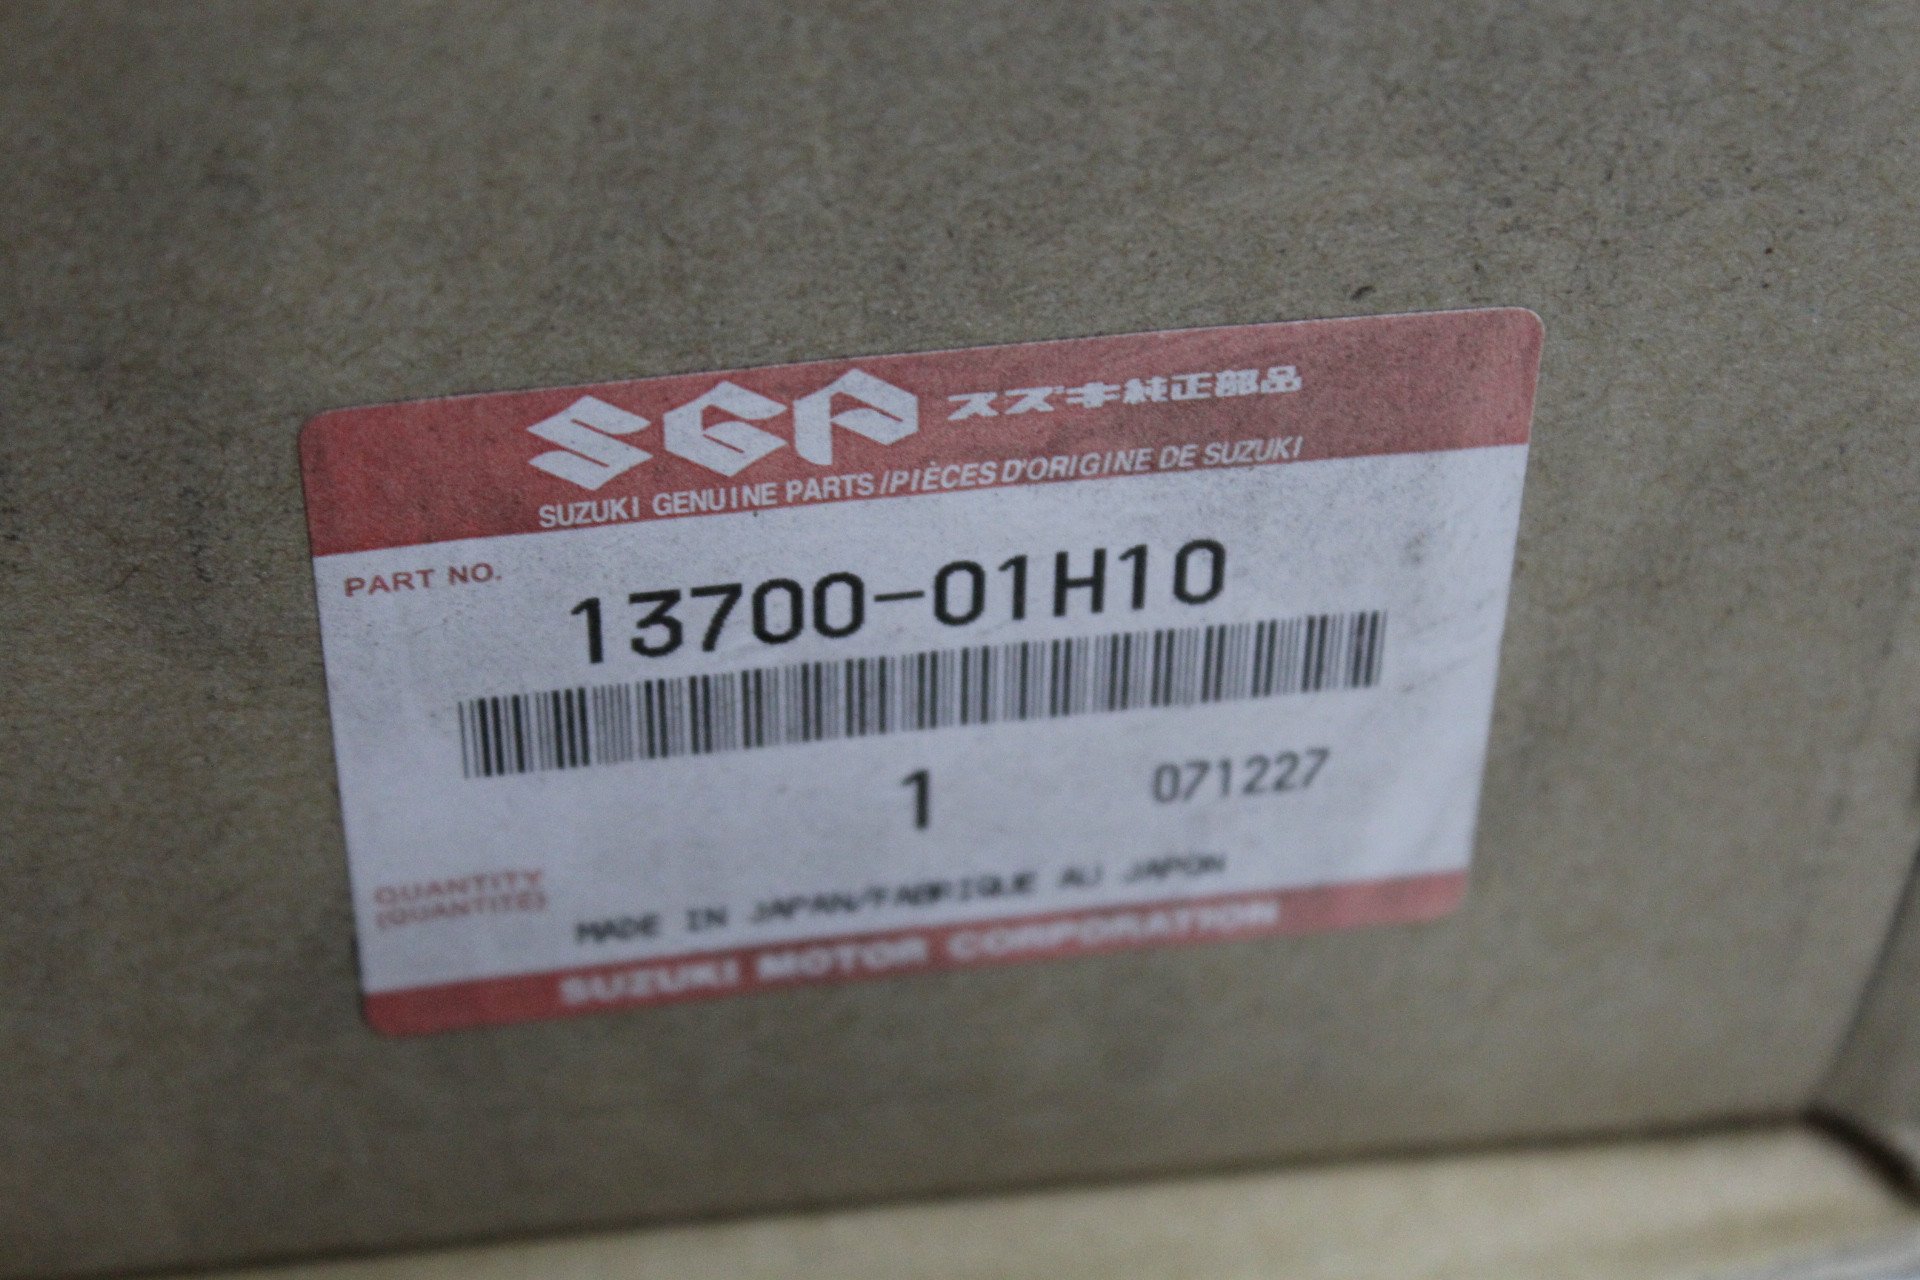 SGP スズキ純正部品
SUZUKI GENUINE PARTS/PIÈCES D'ORIGINE DE SUZUKI
PART NO. 13700-01H10
1 071227
QUANTITY
(QUANTITÉ)
MADE IN JAPAN/FABRIQUE AU JAPON
SUZUKI MOTOR CORPORATION